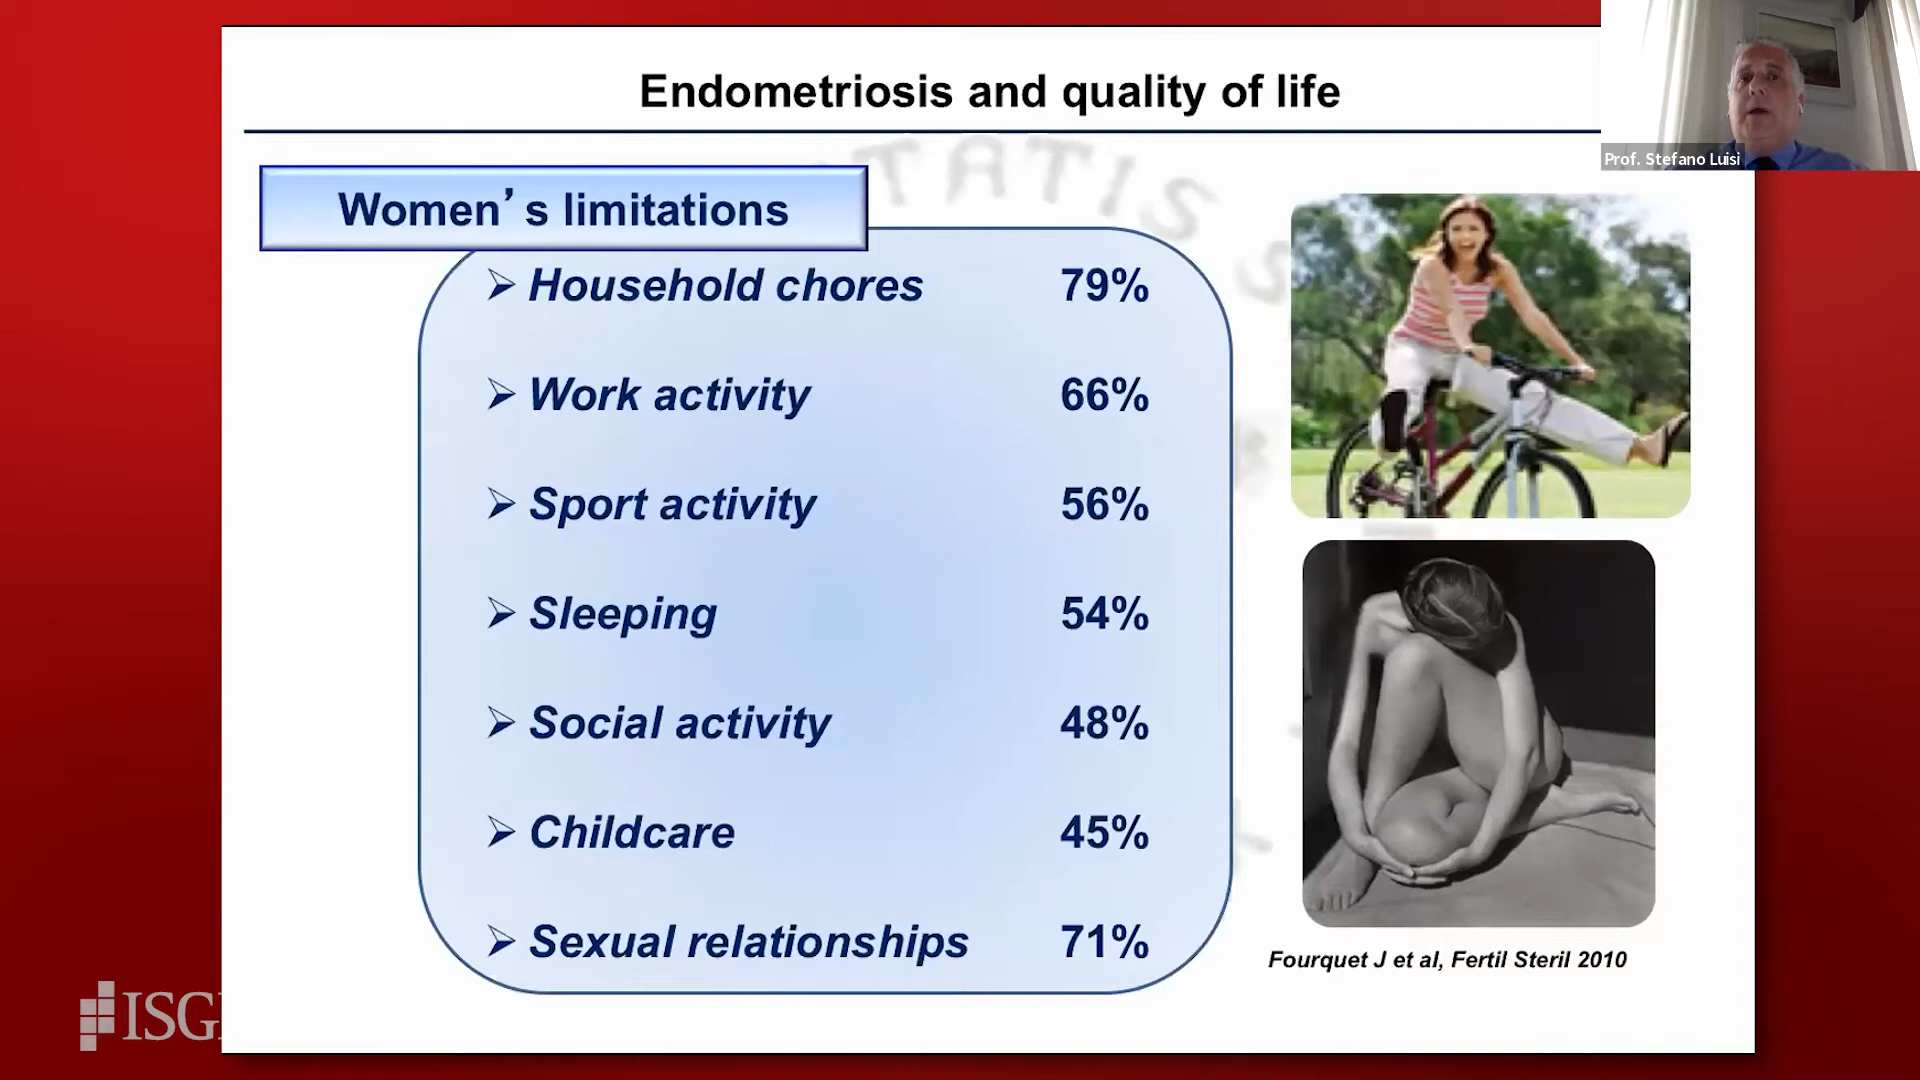 Endometriosis and quality of life
Prof. Stefano Luisi
Women's limitations
Household chores 79%
Work activity 66%
Sport activity 56%
Sleeping 54%
Social activity 48%
Childcare 45%
Sexual relationships 71%
Fourquet J et al, Fertil Steril 2010